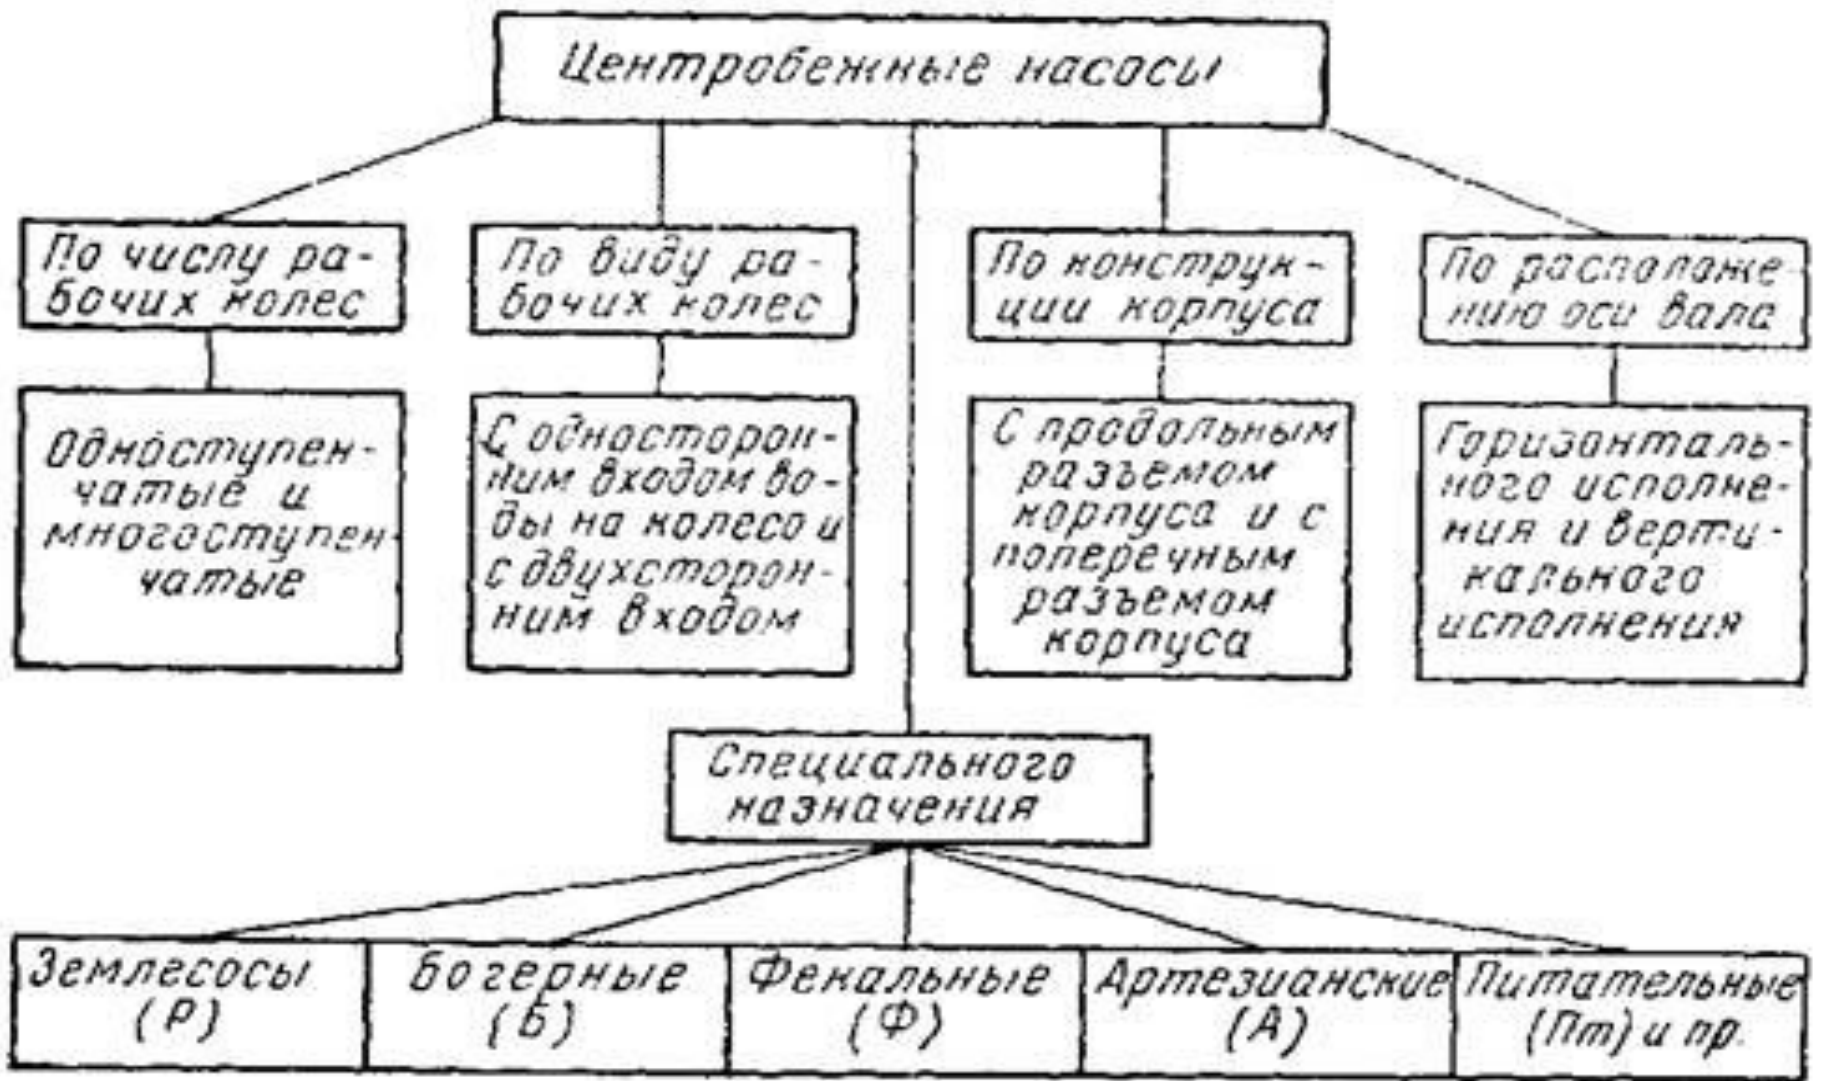 Центробежные насосы
По числу ра-
бочих колес
По виду ра-
бочих колес
По конструк-
ции корпуса
По расположе-
нию оси вала
Одноступен-
чатые и
многоступен-
чатые
С односторон-
ним входом во-
ды на колесо и
с двухсторон-
ним входом
С продольным
разъемом
корпуса и с
поперечным
разъемом
корпуса
Горизонталь-
ного исполне-
ния и верти-
кального
исполнения
Специального
назначения
Землесосы
(Р)
Богерные
(Б)
Фекальные
(Ф)
Артезианские
(А)
Питательные
(Пт) и пр.